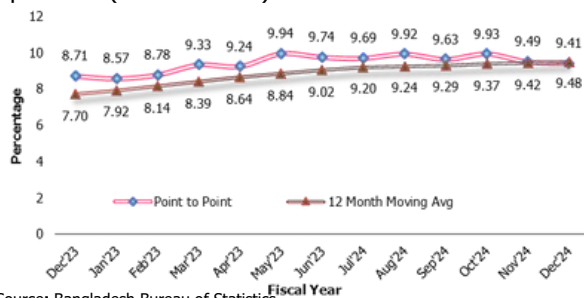 12
10
8
6
4
2
0
Percentage
8.71 8.57 8.78 9.33 9.24 9.94 9.74 9.69 9.92 9.63 9.93 9.49 9.41
7.70 7.92 8.14 8.39 8.64 8.84 9.02 9.20 9.24 9.29 9.37 9.42 9.48
Point to Point 12 Month Moving Avg
Dec'23 Jan'23 Feb'23 Mar'23 Apr'23 May'23 Jun'23 Jul'24 Aug'24 Sep'24 Oct'24 Nov'24 Dec'24
Fiscal Year
Source: Bangladesh Bureau of Statistics